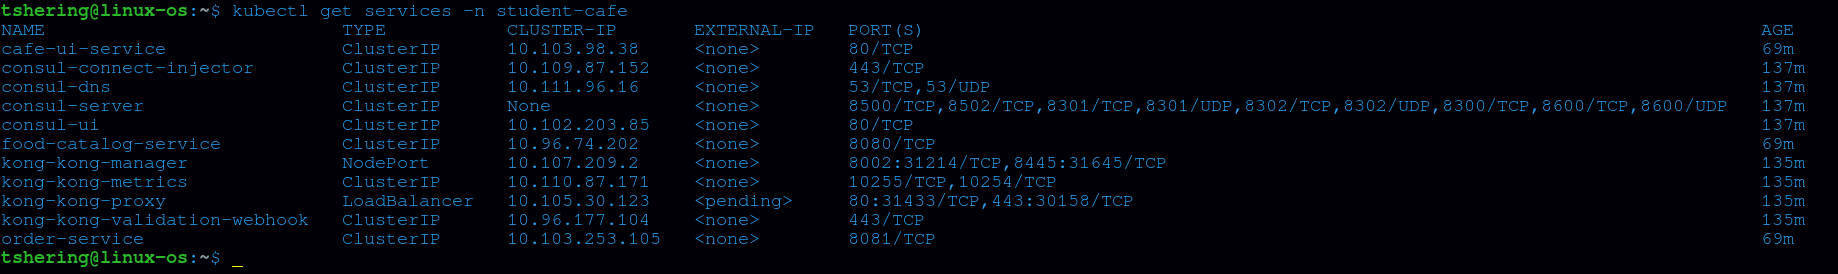 tshering@linux-os:~$ kubectl get services -n student-cafe
NAME TYPE CLUSTER-IP EXTERNAL-IP PORT(S) AGE
cafe-ui-service ClusterIP 10.103.98.38 <none> 80/TCP 69m
consul-connect-injector ClusterIP 10.109.87.152 <none> 443/TCP 137m
consul-dns ClusterIP 10.111.96.16 <none> 53/TCP,53/UDP 137m
consul-server ClusterIP None <none> 8500/TCP,8502/TCP,8301/TCP,8301/UDP,8302/TCP,8302/UDP,8300/TCP,8600/TCP,8600/UDP 137m
consul-ui ClusterIP 10.102.203.85 <none> 80/TCP 137m
food-catalog-service ClusterIP 10.96.74.202 <none> 8080/TCP 69m
kong-kong-manager NodePort 10.107.209.2 <none> 8002:31214/TCP,8445:31645/TCP 135m
kong-kong-metrics ClusterIP 10.110.87.171 <none> 10255/TCP,10254/TCP 135m
kong-kong-proxy LoadBalancer 10.105.30.123 <pending> 80:31433/TCP,443:30158/TCP 135m
kong-kong-validation-webhook ClusterIP 10.96.177.104 <none> 443/TCP 135m
order-service ClusterIP 10.103.253.105 <none> 8081/TCP 69m
tshering@linux-os:~$ _